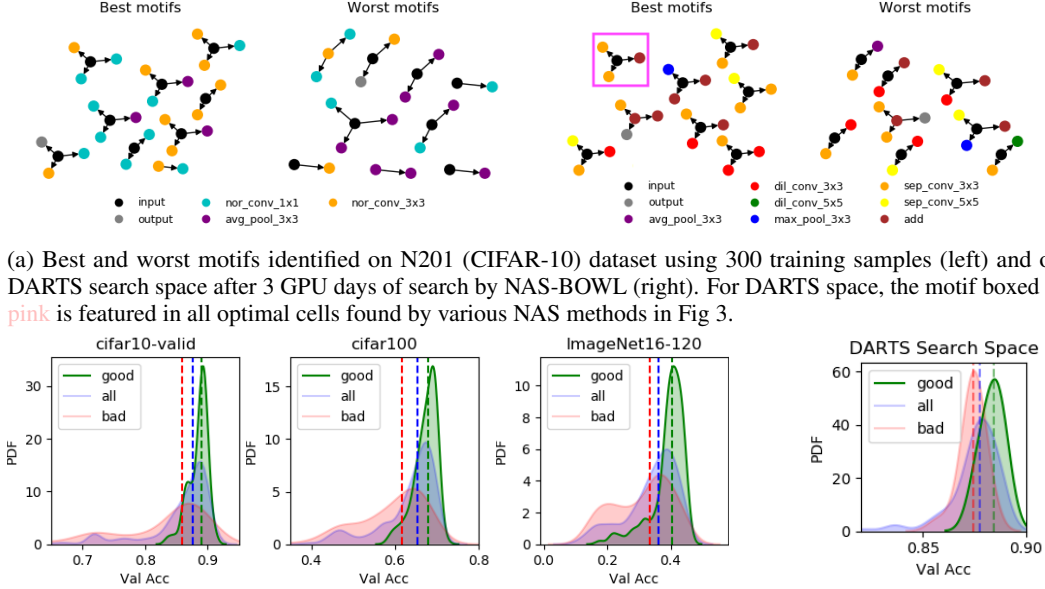 Best motifs
Worst motifs
Best motifs
Worst motifs
input
nor_conv_1x1
nor_conv_3x3
output
avg_pool_3x3
input
dil_conv_3x3
sep_conv_3x3
output
dil_conv_5x5
sep_conv_5x5
avg_pool_3x3
max_pool_3x3
add
(a) Best and worst motifs identified on N201 (CIFAR-10) dataset using 300 training samples (left) and
DARTS search space after 3 GPU days of search by NAS-BOWL (right). For DARTS space, the motif boxed
pink is featured in all optimal cells found by various NAS methods in Fig 3.
cifar10-valid
good
all
bad
PDF
30
20
10
0
0.7
0.8
0.9
Val Acc
cifar100
good
all
bad
PDF
15
10
5
0
0.4
0.6
0.8
Val Acc
ImageNet16-120
good
all
bad
PDF
10
8
6
4
2
0
0.0
0.2
0.4
Val Acc
DARTS Search Space
good
all
bad
PDF
60
40
20
0
0.85
0.90
Val Acc